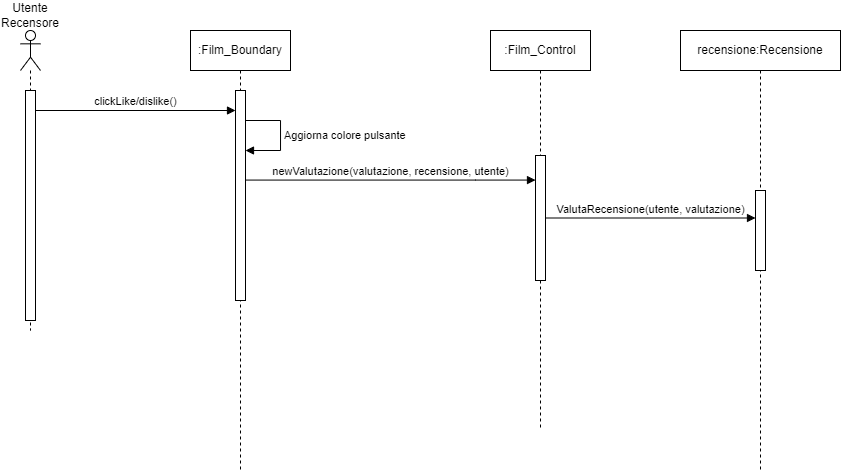 Utente
Recensore
:Film_Boundary
:Film_Control
recensione:Recensione
clickLike/dislike()
Aggiorna colore pulsante
newValutazione(valutazione, recensione, utente)
ValutaRecensione(utente, valutazione)